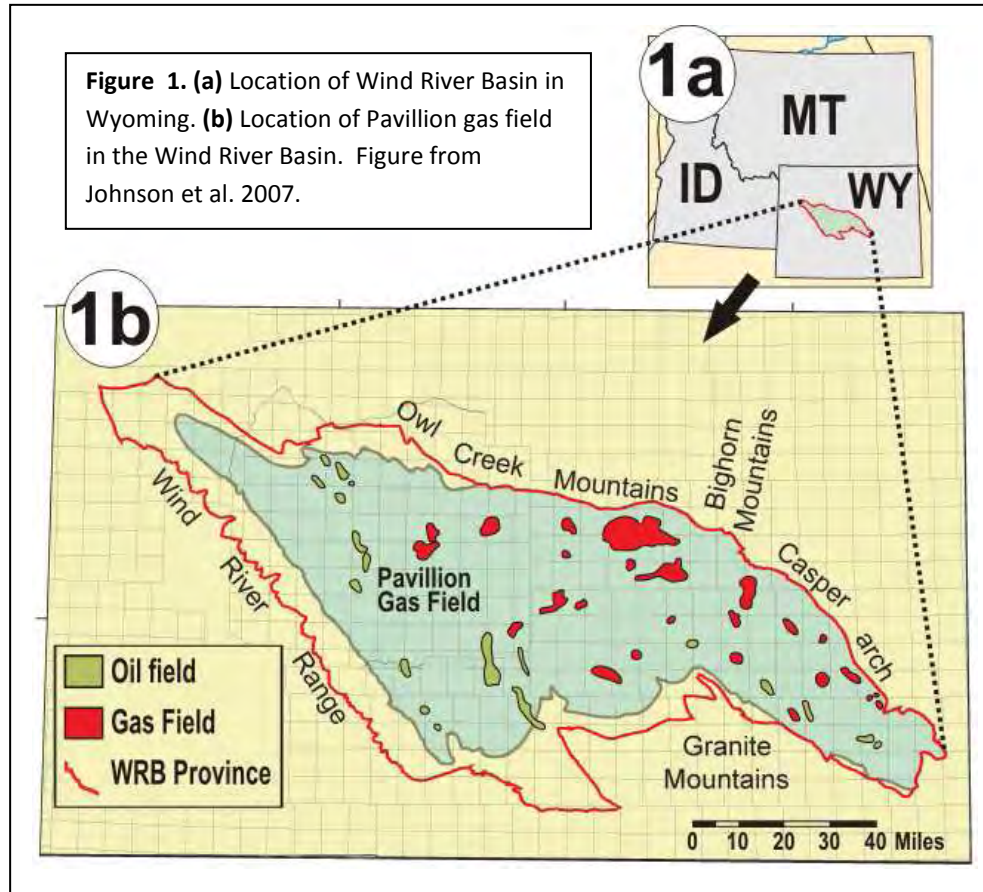 Figure 1. (a) Location of Wind River Basin in
Wyoming. (b) Location of Pavillion gas field
in the Wind River Basin. Figure from
Johnson et al. 2007.
1a
MT
ID
WY
1b
Owl
Creek
Mountains
Bighorn
Mountains
Casper
arch
Wind
River
Range
Pavillion
Gas Field
Granite
Mountains
Oil field
Gas Field
WRB Province
0 10 20 30 40 Miles